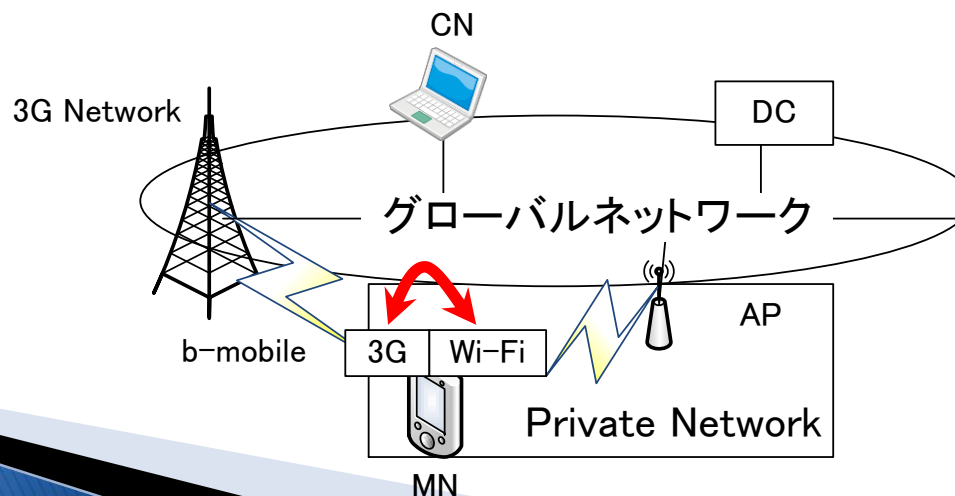 CN
3G Network
DC
グローバルネットワーク
AP
b-mobile
3G
Wi-Fi
Private Network
MN